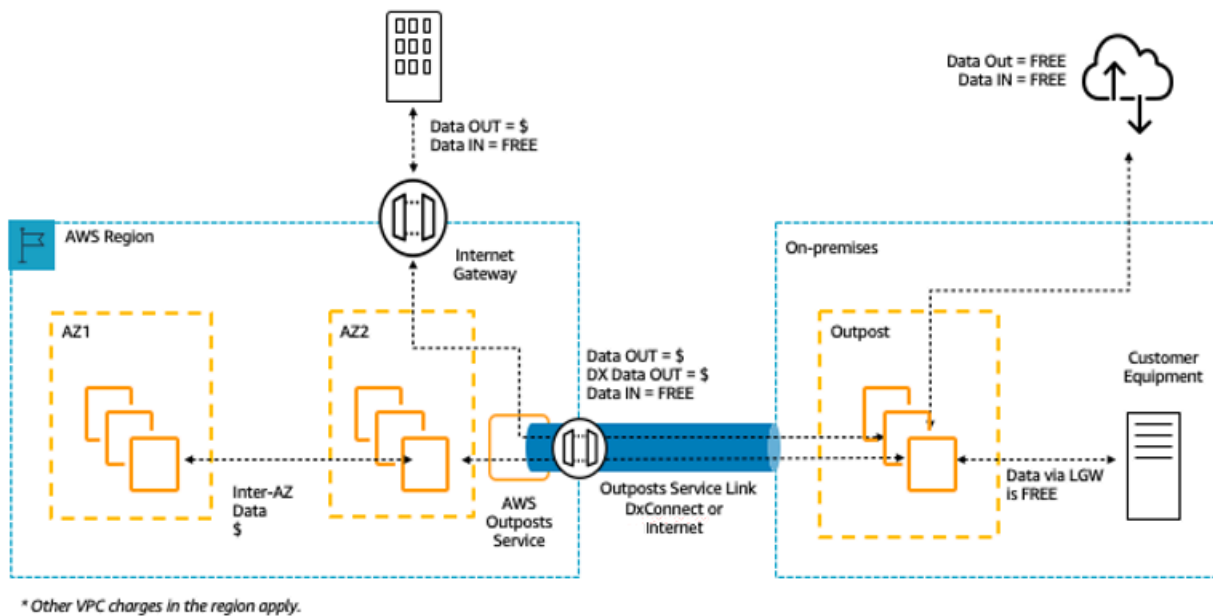 Data OUT = $
Data IN = FREE
Data Out = FREE
Data IN = FREE
AWS Region
Internet
Gateway
On-premises
AZ1
AZ2
Data OUT = $
DX Data OUT = $
Data IN = FREE
Outpost
Customer
Equipment
Inter-AZ
Data
$
AWS
Outposts
Service
Outposts Service Link
DxConnect or
Internet
Data via LGW
is FREE
* Other VPC charges in the region apply.